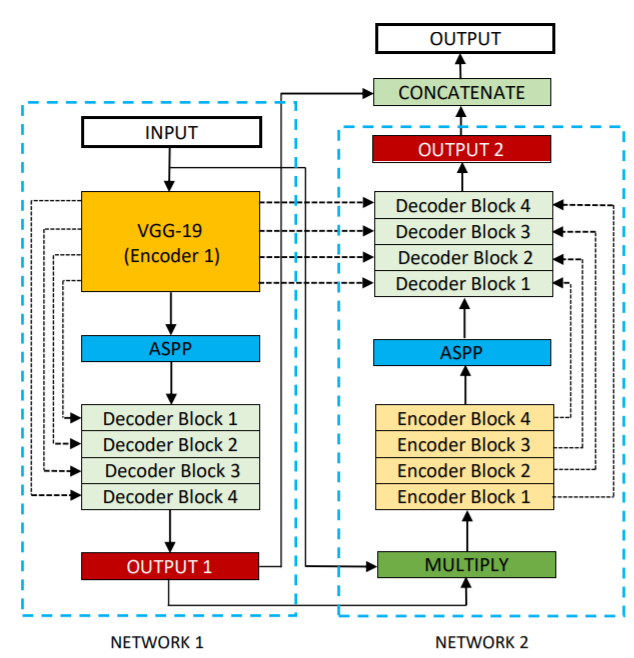 INPUT
VGG-19
(Encoder 1)
ASPP
Decoder Block 1
Decoder Block 2
Decoder Block 3
Decoder Block 4
OUTPUT 1
NETWORK 1
OUTPUT
CONCATENATE
OUTPUT 2
Decoder Block 4
Decoder Block 3
Decoder Block 2
Decoder Block 1
ASPP
Encoder Block 4
Encoder Block 3
Encoder Block 2
Encoder Block 1
MULTIPLY
NETWORK 2